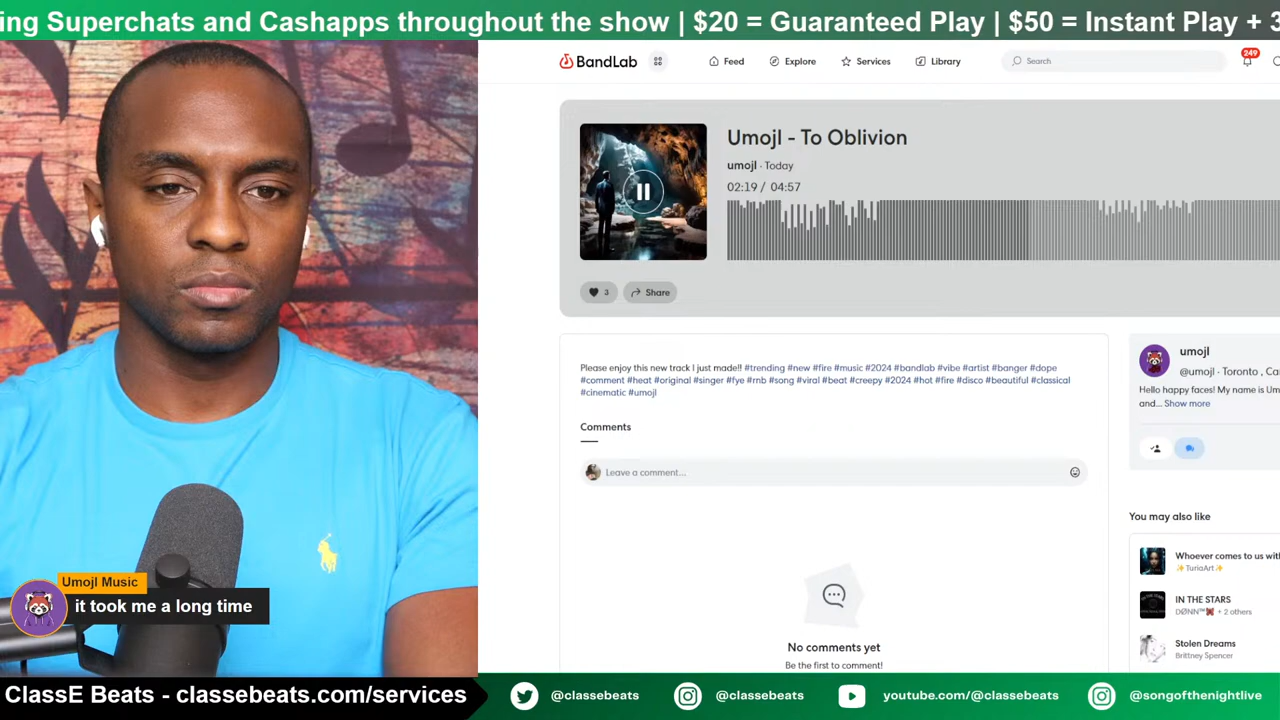 ing Superchats and Cashapps throughout the show | $20 = Guaranteed Play | $50 = Instant Play + 3
BandLab
Feed
Explore
Services
Library
Search
249
Umojl - To Oblivion
umojl · Today
02:19 / 04:57
3
Share
Please enjoy this new track I just made!! #trending #new #fire #music #2024 #bandlab #vibe #artist #banger #dope
#comment #heat #original #singer #fye #rnb #song #viral #beat #creepy #2024 #hot #fire #disco #beautiful #classical
#cinematic #umojl
Comments
Leave a comment...
No comments yet
Be the first to comment!
umojl
@umojl · Toronto , Ca
Hello happy faces! My name is Um
and... Show more
You may also like
Whoever comes to us wit
✨TuriaArt✨
IN THE STARS
+ 2 others
Stolen Dreams
Brittney Spencer
Umojl Music
it took me a long time
ClassE Beats - classebeats.com/services
@classebeats
@classebeats
youtube.com/@classebeats
@songofthenightlive